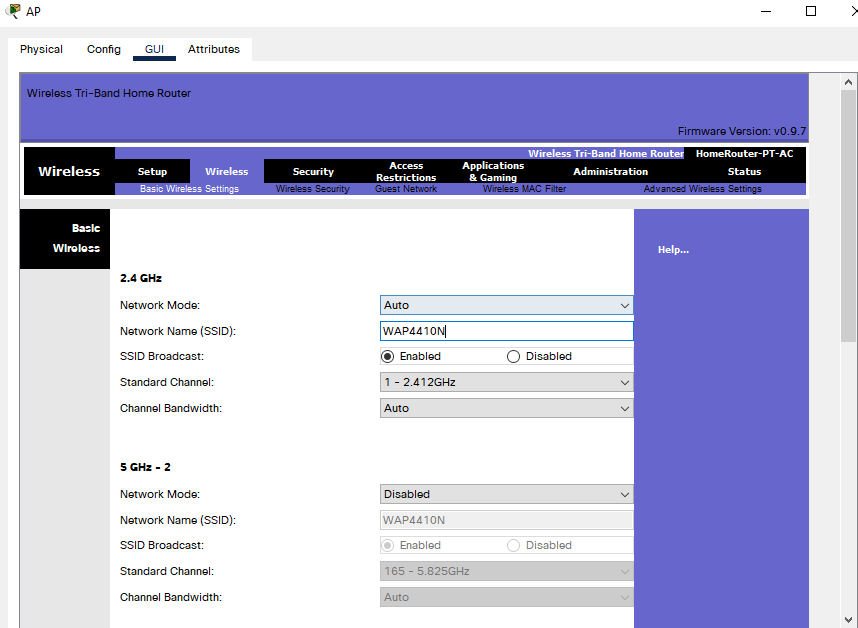 AP
Physical Config GUI Attributes
Wireless Tri-Band Home Router
Firmware Version: v0.9.7
Wireless Tri-Band Home Router HomeRouter-PT-AC
Wireless
Setup Wireless Security Access Restrictions Applications & Gaming Administration Status
Basic Wireless Settings Wireless Security Guest Network Wireless MAC Filter Advanced Wireless Settings
Basic
Wireless
Help...
2.4 GHz
Network Mode: Auto
Network Name (SSID): WAP4410N
SSID Broadcast: Enabled Disabled
Standard Channel: 1 - 2.412GHz
Channel Bandwidth: Auto
5 GHz - 2
Network Mode: Disabled
Network Name (SSID): WAP4410N
SSID Broadcast: Enabled Disabled
Standard Channel: 165 - 5.825GHz
Channel Bandwidth: Auto